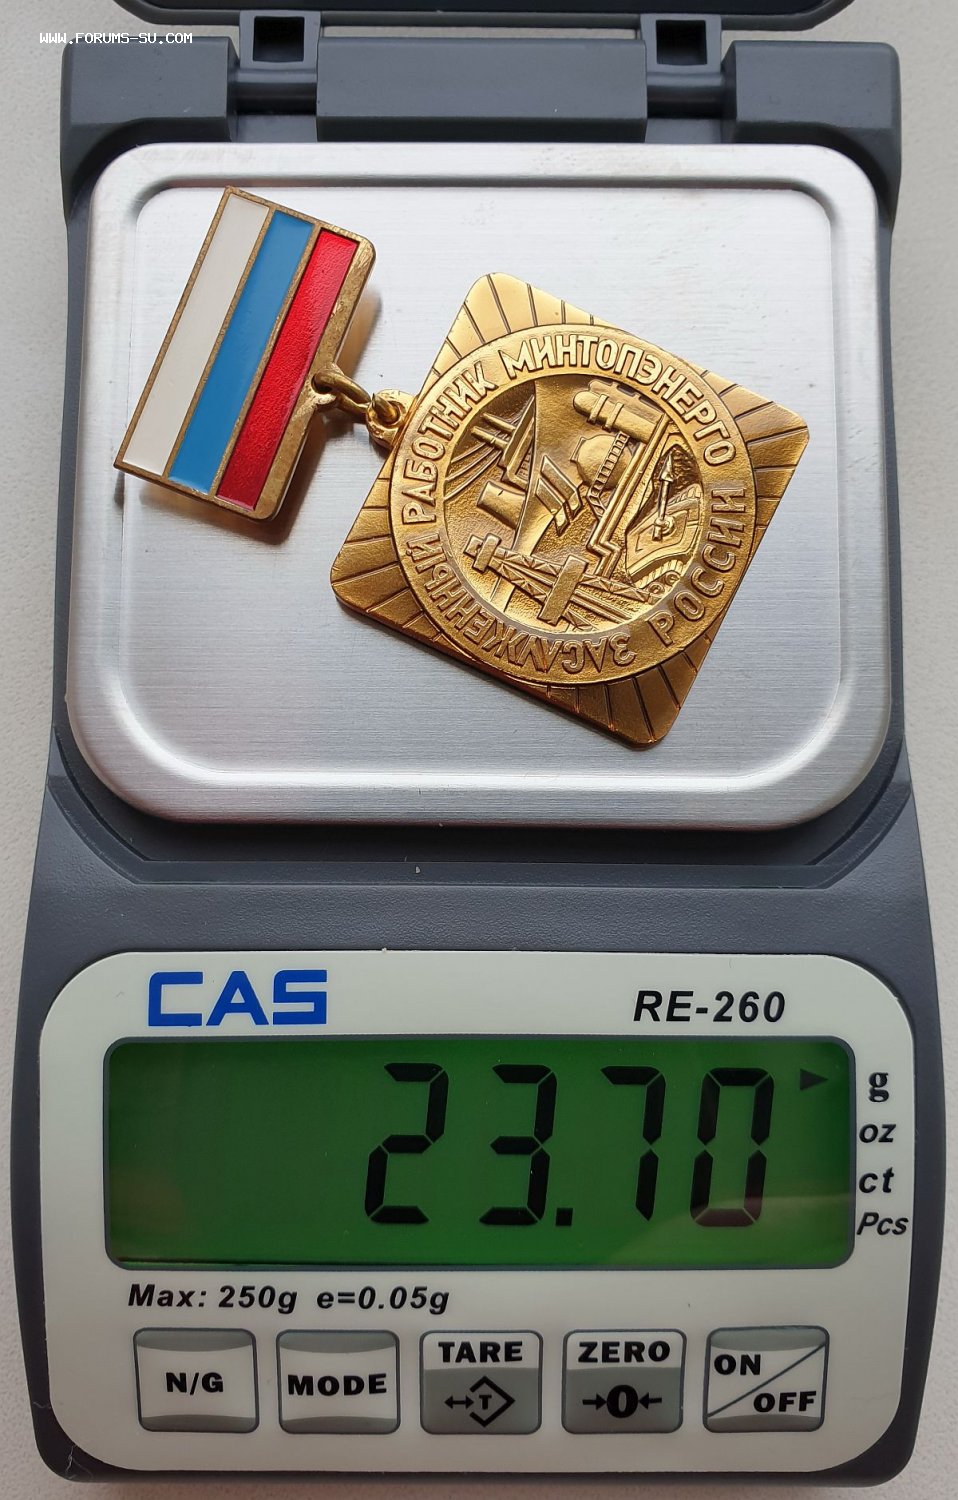 WWW.FORUMS-SU.COM
ЗАСЛУЖЕННЫЙ РАБОТНИК МИНТОПЭНЕРГО
РОССИИ
CAS
RE-260
23.70
g
oz
ct
Pcs
Max: 250g e=0.05g
N/G
MODE
TARE
T
ZERO
0
ON
OFF